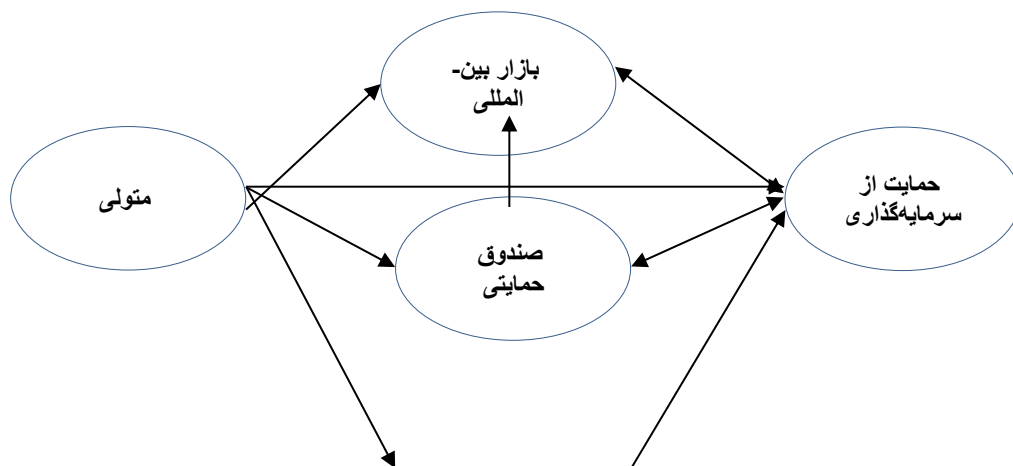 بازار بین-
المللی
متولی
حمایت از
سرمایه‌گذاری
صندوق
حمایتی